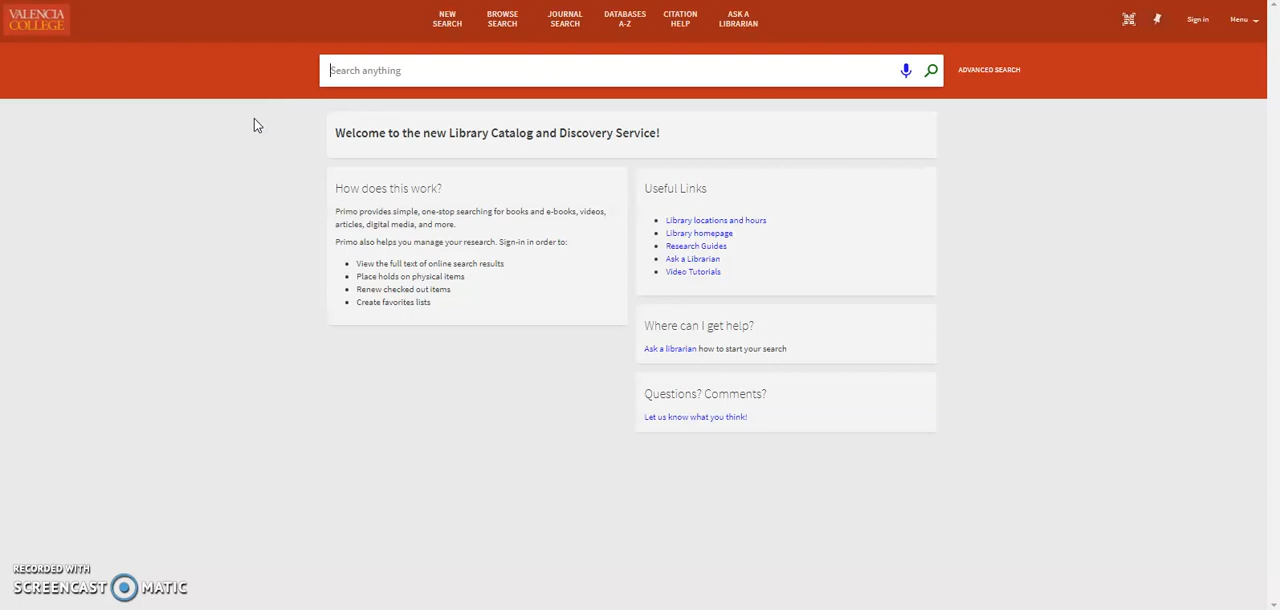 VALENCIA
COLLEGE
NEW
SEARCH
BROWSE
SEARCH
JOURNAL
SEARCH
DATABASES
A-Z
CITATION
HELP
ASK A
LIBRARIAN
Sign in
Menu
Search anything
ADVANCED SEARCH
Welcome to the new Library Catalog and Discovery Service!
How does this work?
Primo provides simple, one-stop searching for books and e-books, videos,
articles, digital media, and more.
Primo also helps you manage your research. Sign-in in order to:
View the full text of online search results
Place holds on physical items
Renew checked out items
Create favorites lists
Useful Links
Library locations and hours
Library homepage
Research Guides
Ask a Librarian
Video Tutorials
Where can I get help?
Ask a librarian how to start your search
Questions? Comments?
Let us know what you think!
RECORDED WITH
SCREENCAST MATIC